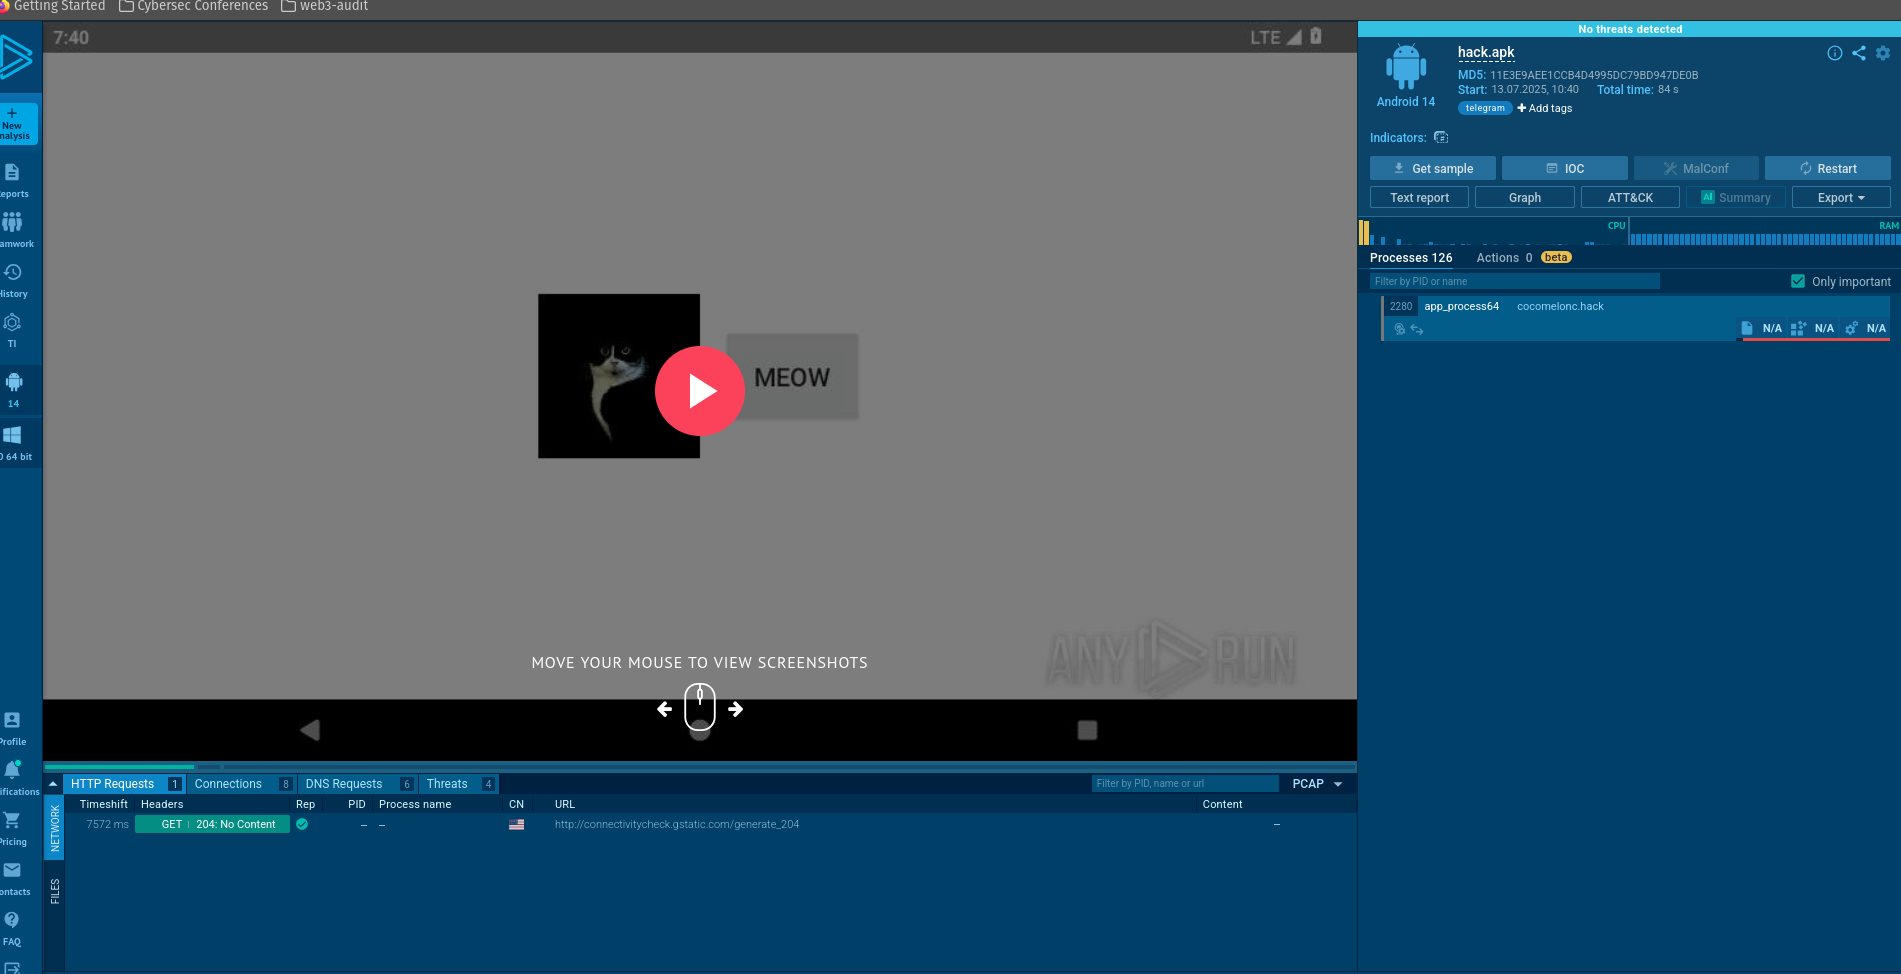 Getting Started Cybersec Conferences web3-audit
7:40 LTE
MEOW
MOVE YOUR MOUSE TO VIEW SCREENSHOTS
ANY RUN
New
nalysis
eports
amwork
History
TI
14
0 64 bit
Profile
ifications
Pricing
ontacts
FAQ
No threats detected
hack.apk
MD5: 11E3E9AEE1CCB4D4995DC79BD947DE0B
Start: 13.07.2025, 10:40 Total time: 84 s
Android 14
telegram Add tags
Indicators:
Get sample IOC MalConf Restart
Text report Graph ATT&CK AI Summary Export
CPU RAM
Processes 126 Actions 0 beta
Filter by PID or name Only important
2280 app_process64 cocomelonc.hack
N/A N/A N/A
HTTP Requests 1 Connections 8 DNS Requests 6 Threats 4 Filter by PID, name or url PCAP
NETWORK
FILES
Timeshift Headers Rep PID Process name CN URL Content
7572 ms GET 204: No Content – – http://connectivitycheck.gstatic.com/generate_204 –